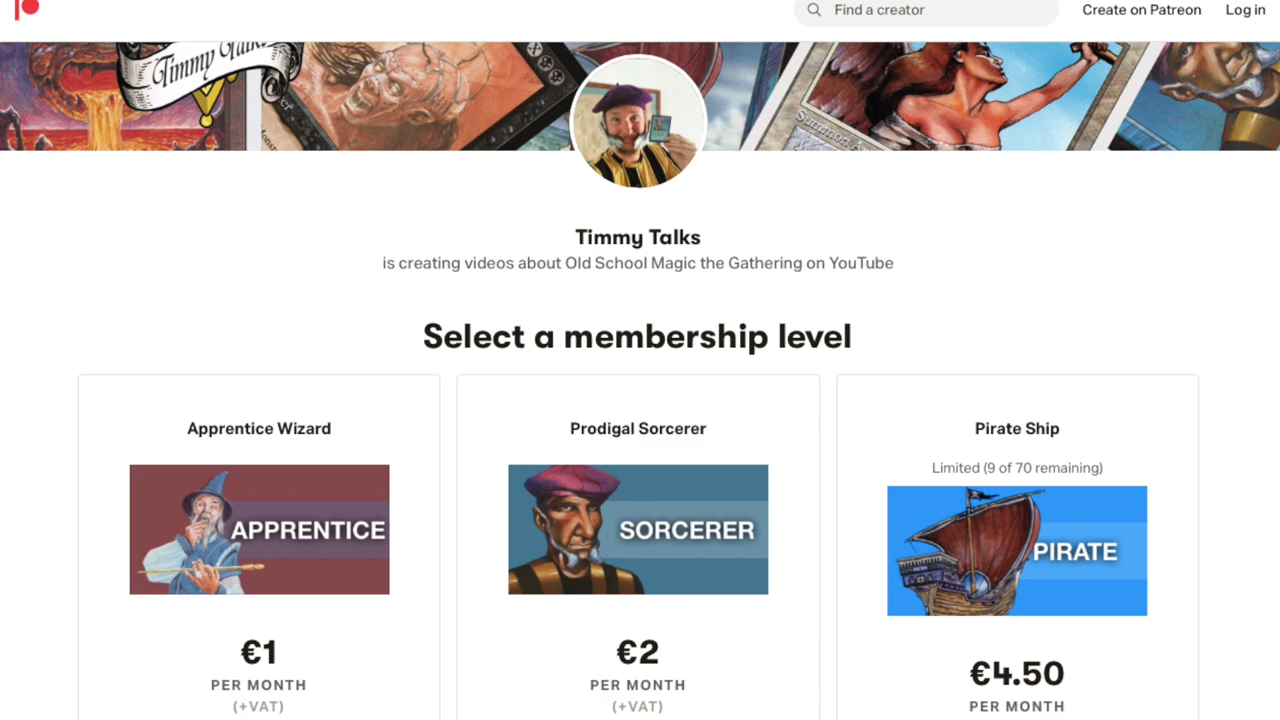 Find a creator
Create on Patreon
Log in
Timmy Talks
Summon A
Timmy Talks
is creating videos about Old School Magic the Gathering on YouTube
Select a membership level
Apprentice Wizard
Prodigal Sorcerer
Pirate Ship
Limited (9 of 70 remaining)
APPRENTICE
SORCERER
PIRATE
€1
€2
€4.50
PER MONTH
PER MONTH
PER MONTH
(+VAT)
(+VAT)